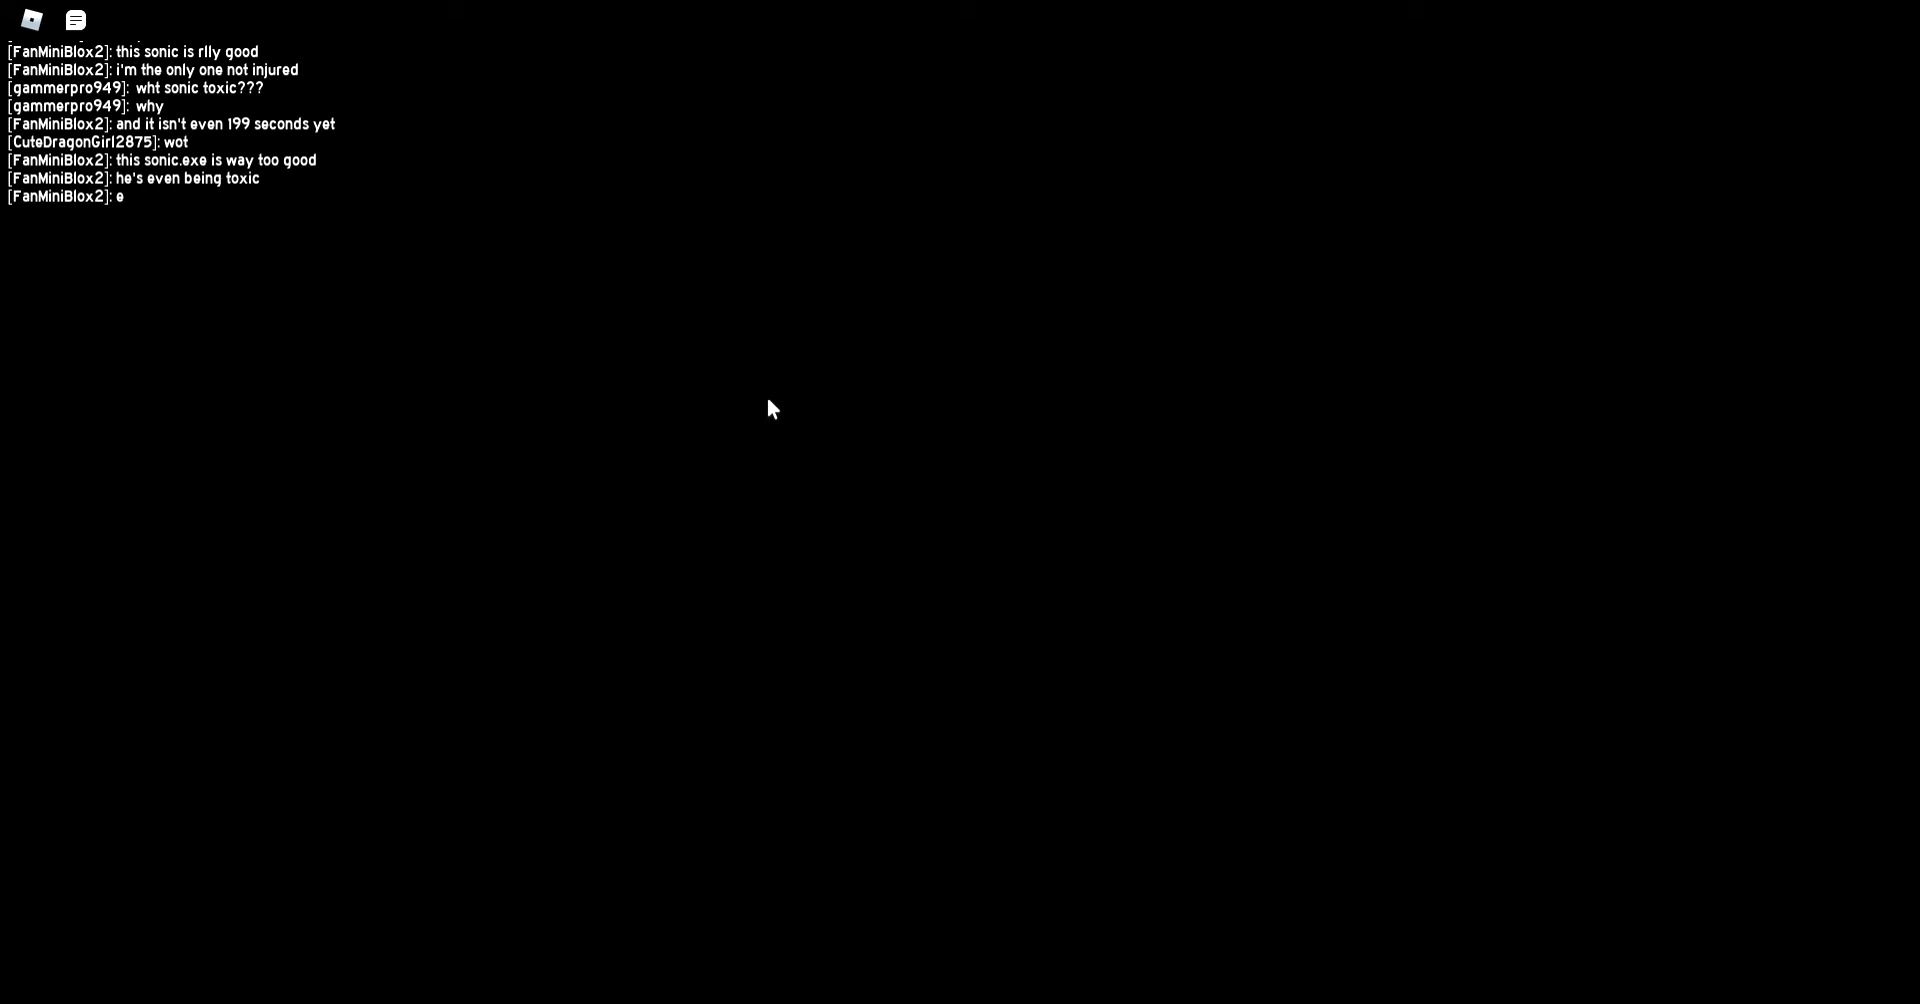 [FanMiniBlox2]: this sonic is rlly good
[FanMiniBlox2]: i'm the only one not injured
[gammerpro949]: wht sonic toxic???
[gammerpro949]: why
[FanMiniBlox2]: and it isn't even 199 seconds yet
[CuteDragonGirl2875]: wot
[FanMiniBlox2]: this sonic.exe is way too good
[FanMiniBlox2]: he's even being toxic
[FanMiniBlox2]: e